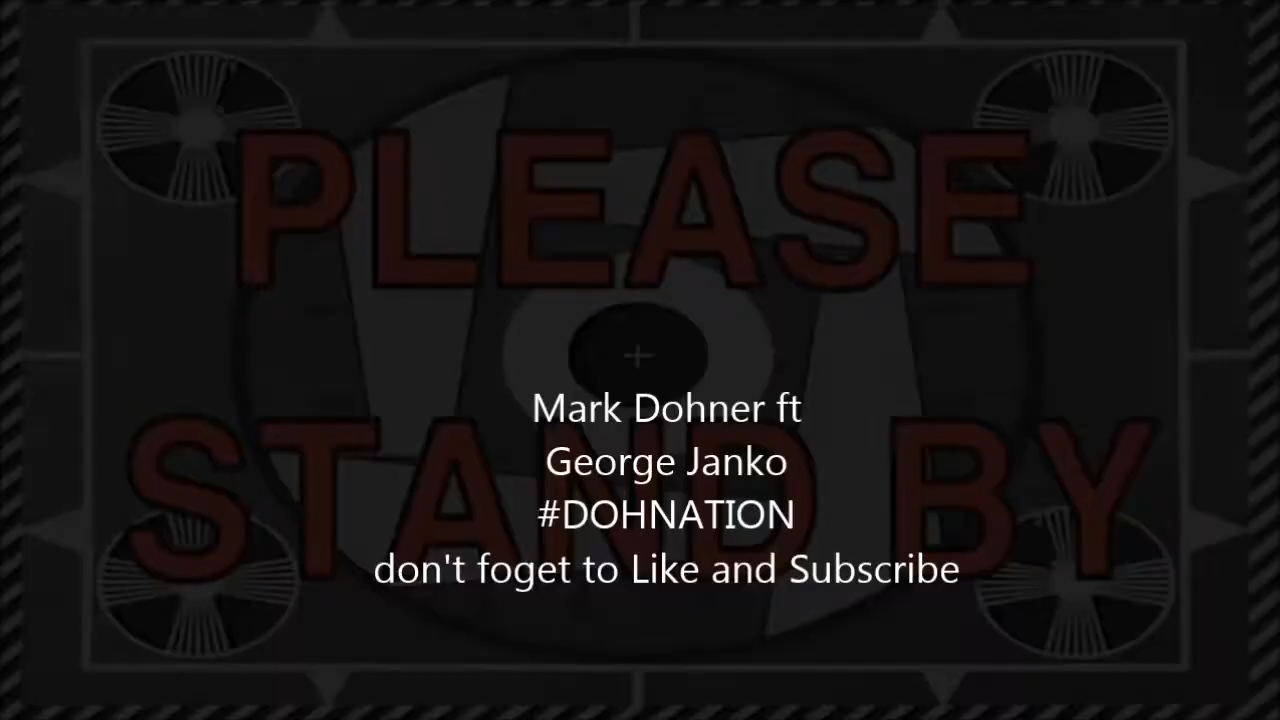 PLEASE
Mark Dohner ft
George Janko
STAND BY
#DOHNATION
don't foget to Like and Subscribe